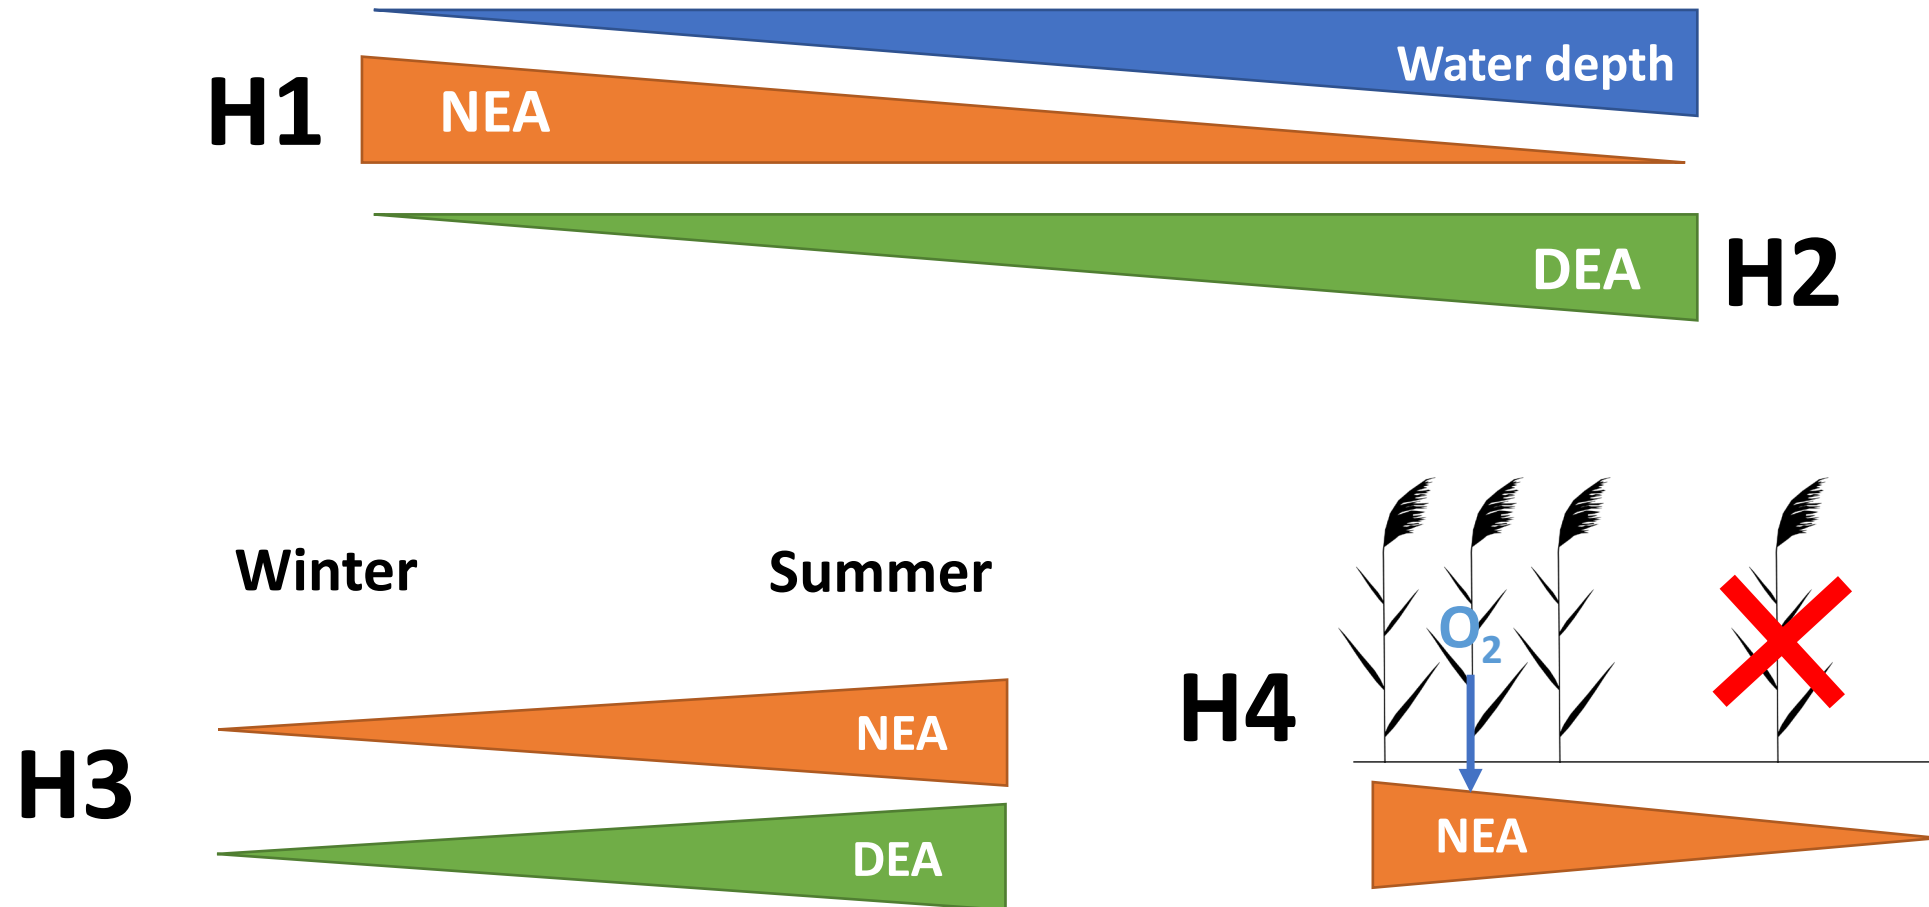 Water depth
H1
NEA
DEA
H2
Winter
Summer
H3
NEA
DEA
H4
O₂
NEA